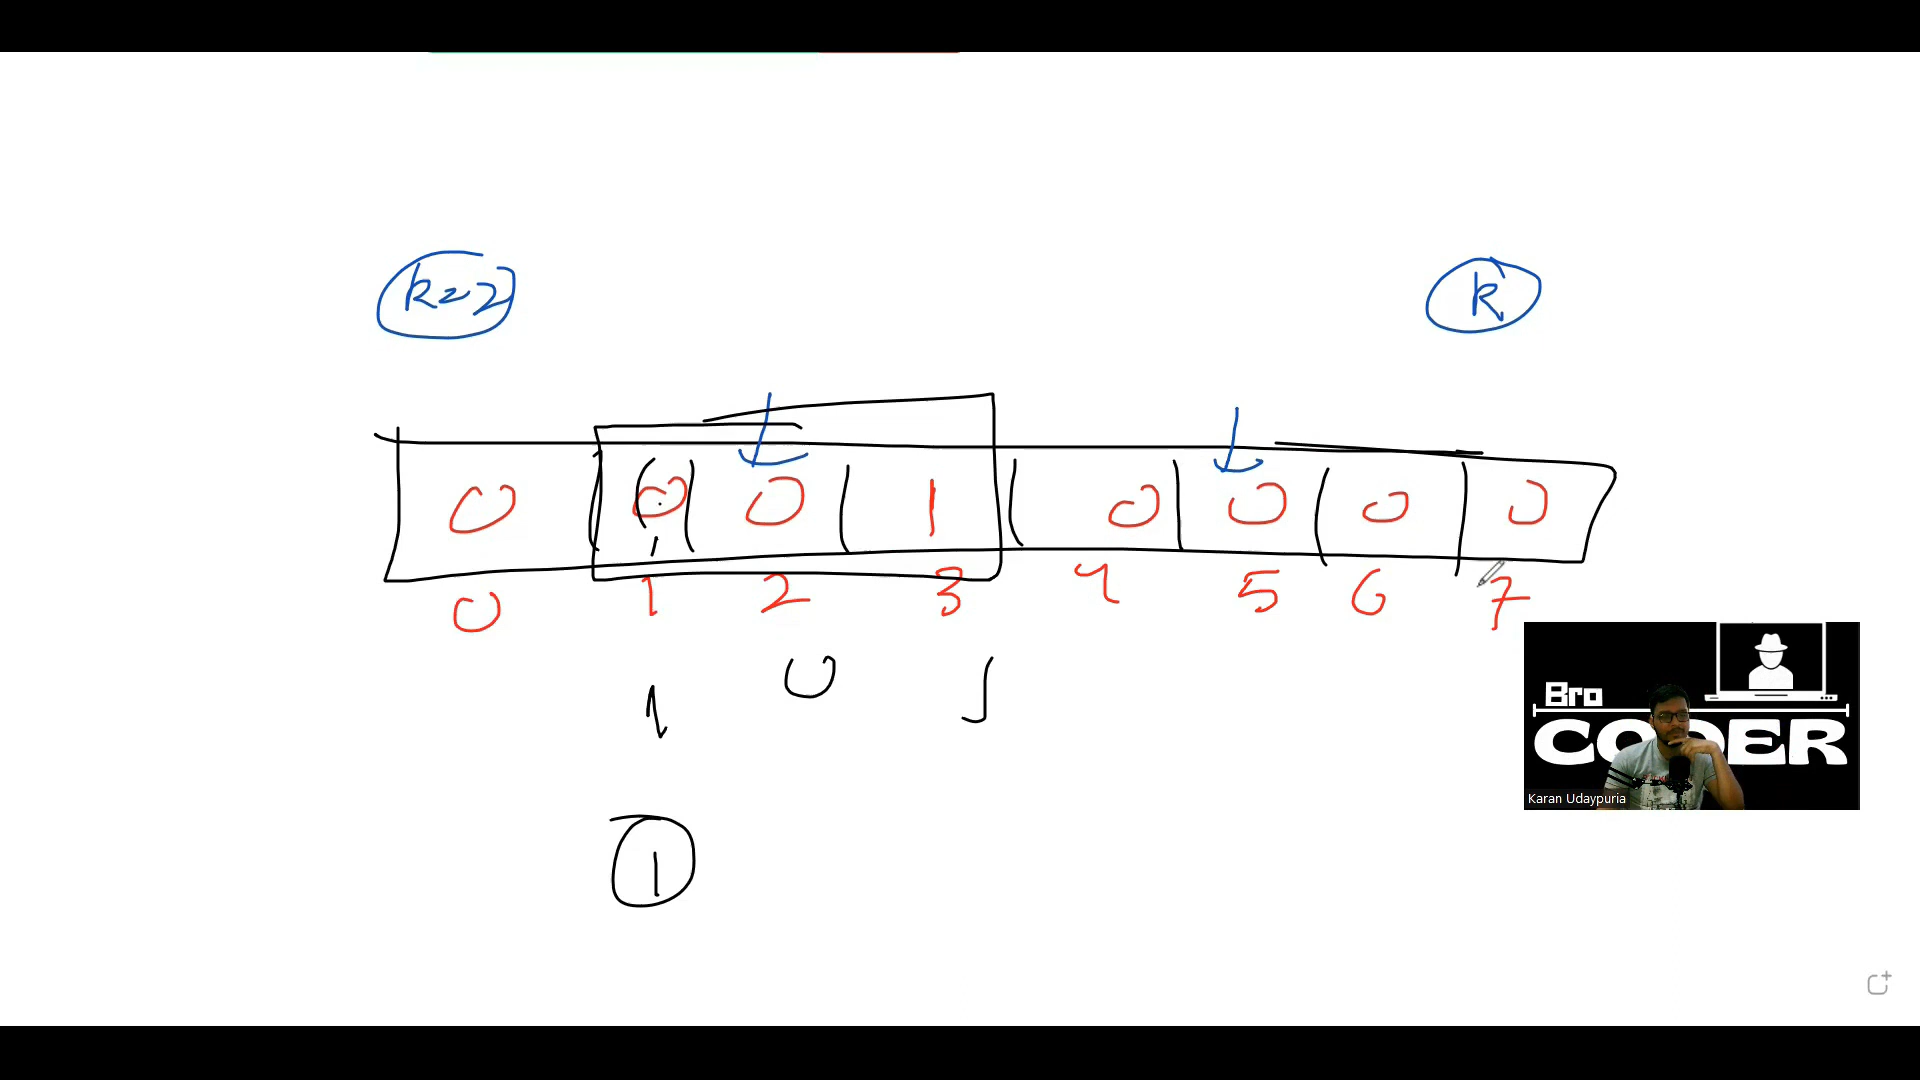 k=2 k
0 0 0 1 0 0 0 0
0 1 2 3 4 5 6 7
1 0 1
1
Bro
CODER
Karan Udaypuria